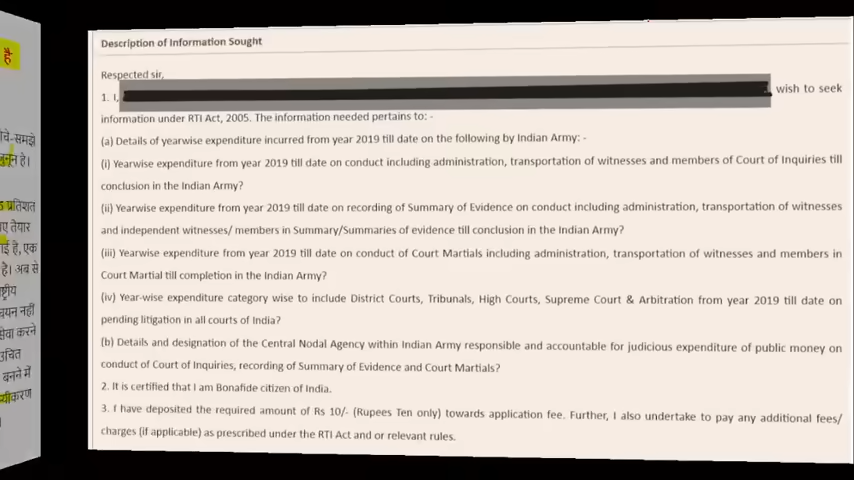 है
चे-समझे
जुनून है।
5 प्रतिशत
ए तैयार
ई है, एक
है। अब से
ष्ट्रीय
चयन नहीं
सेवा करने
उचित
बनने में
करण
Description of Information Sought
Respected sir,
1. I, wish to seek
information under RTI Act, 2005. The information needed pertains to: -
(a) Details of yearwise expenditure incurred from year 2019 till date on the following by Indian Army: -
(i) Yearwise expenditure from year 2019 till date on conduct including administration, transportation of witnesses and members of Court of Inquiries till
conclusion in the Indian Army?
(ii) Yearwise expenditure from year 2019 till date on recording of Summary of Evidence on conduct including administration, transportation of witnesses
and independent witnesses/ members in Summary/Summaries of evidence till conclusion in the Indian Army?
(iii) Yearwise expenditure from year 2019 till date on conduct of Court Martials including administration, transportation of witnesses and members in
Court Martial till completion in the Indian Army?
(iv) Year-wise expenditure category wise to include District Courts, Tribunals, High Courts, Supreme Court & Arbitration from year 2019 till date on
pending litigation in all courts of India?
(b) Details and designation of the Central Nodal Agency within Indian Army responsible and accountable for judicious expenditure of public money on
conduct of Court of Inquiries, recording of Summary of Evidence and Court Martials?
2. It is certified that I am Bonafide citizen of India.
3. I have deposited the required amount of Rs 10/- (Rupees Ten only) towards application fee. Further, I also undertake to pay any additional fees/
charges (if applicable) as prescribed under the RTI Act and or relevant rules.